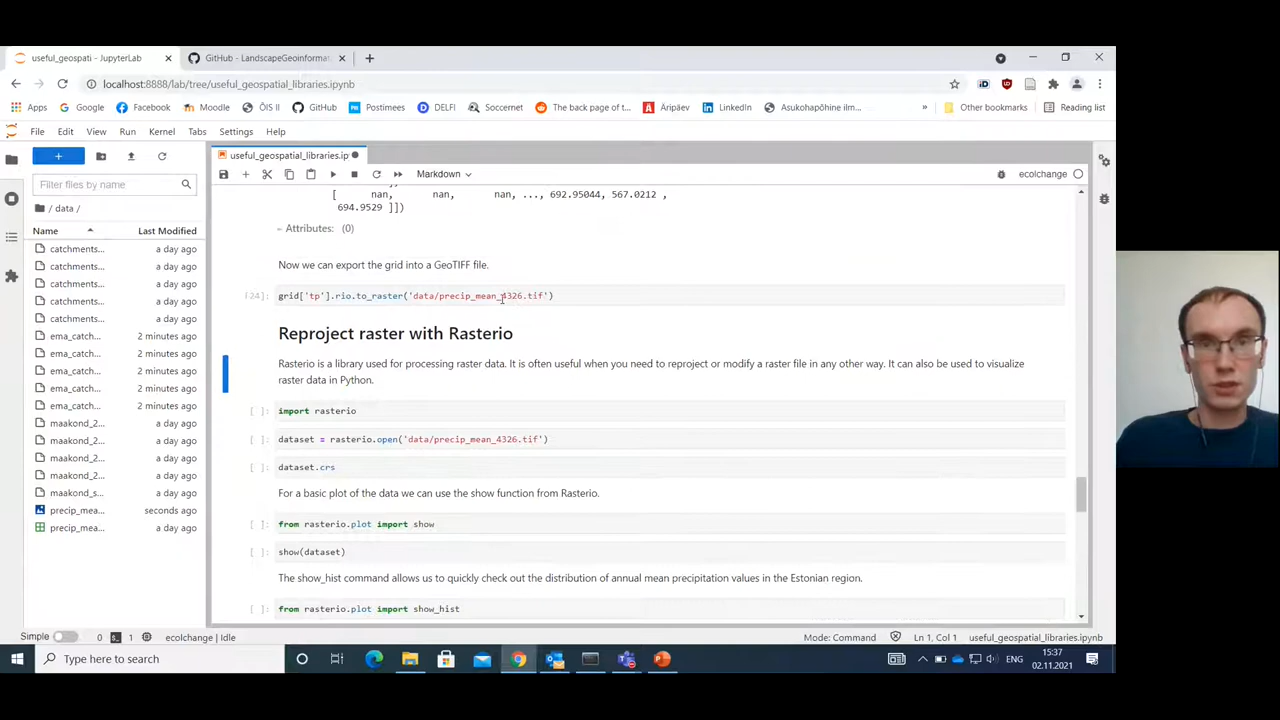 useful_geospati - JupyterLab
GitHub - LandscapeGeoinformat
localhost:8888/lab/tree/useful_geospatial_libraries.ipynb
Apps Google Facebook Moodle ÕIS II GitHub Postimees DELFI Soccernet The back page of t... Äripäev LinkedIn Asukohapõhine ilm... » Other bookmarks Reading list
File Edit View Run Kernel Tabs Settings Help
useful_geospatial_libraries.ip
Markdown
ecolchange
Filter files by name
/ data /
Name Last Modified
catchments... a day ago
catchments... a day ago
catchments... a day ago
catchments... a day ago
catchments... a day ago
ema_catch... 2 minutes ago
ema_catch... 2 minutes ago
ema_catch... 2 minutes ago
ema_catch... 2 minutes ago
ema_catch... 2 minutes ago
maakond_2... a day ago
maakond_2... a day ago
maakond_2... a day ago
maakond_2... a day ago
maakond_s... a day ago
precip_mea... seconds ago
precip_mea... a day ago
[ nan, nan, nan, ..., 692.95044, 567.0212 ,
694.9529 ]])
Attributes: (0)
Now we can export the grid into a GeoTIFF file.
[24]: grid['tp'].rio.to_raster('data/precip_mean_4326.tif')
Reproject raster with Rasterio
Rasterio is a library used for processing raster data. It is often useful when you need to reproject or modify a raster file in any other way. It can also be used to visualize
raster data in Python.
[ ]: import rasterio
[ ]: dataset = rasterio.open('data/precip_mean_4326.tif')
[ ]: dataset.crs
For a basic plot of the data we can use the show function from Rasterio.
[ ]: from rasterio.plot import show
[ ]: show(dataset)
The show_hist command allows us to quickly check out the distribution of annual mean precipitation values in the Estonian region.
[ ]: from rasterio.plot import show_hist
Simple 0 1 ecolchange | Idle Mode: Command Ln 1, Col 1 useful_geospatial_libraries.ipynb
Type here to search
ENG
15:37
02.11.2021